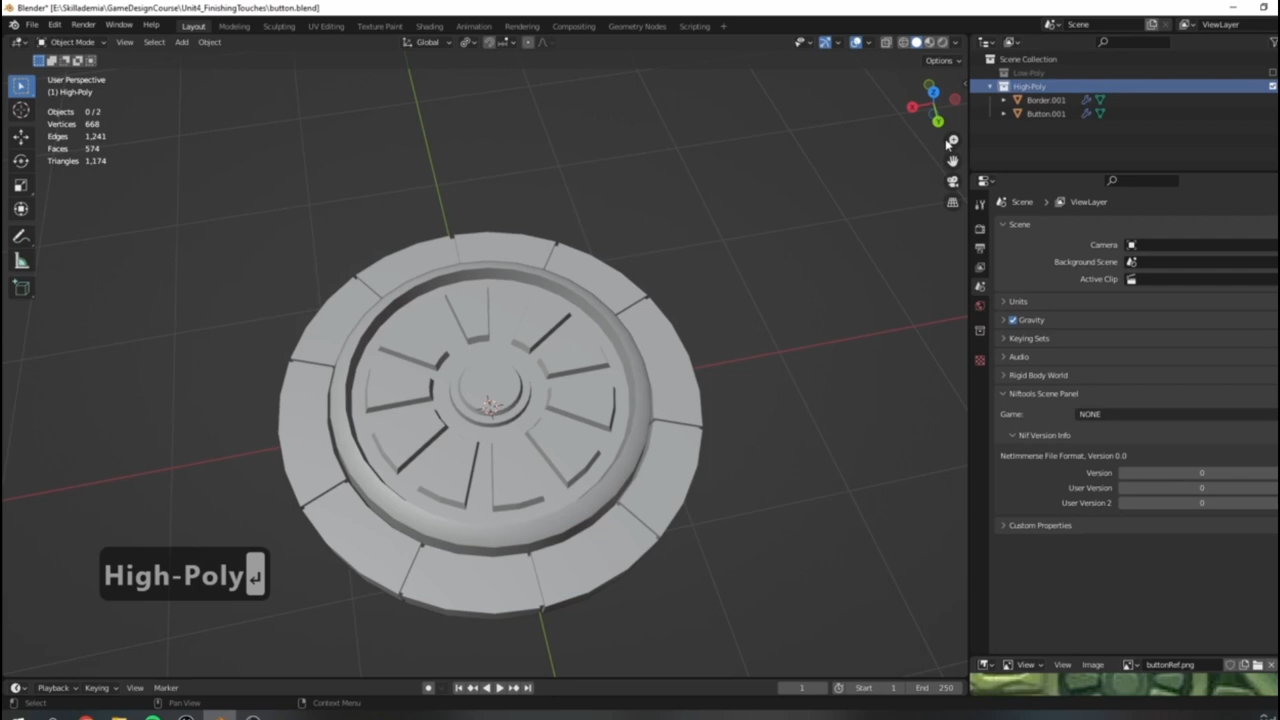 Blender* [E:\Skillademia\GameDesignCourse\Unit4_FinishingTouches\button.blend]
File Edit Render Window Help Layout Modeling Sculpting UV Editing Texture Paint Shading Animation Rendering Compositing Geometry Nodes Scripting + Scene ViewLayer
Object Mode View Select Add Object Global
Options
User Perspective
(1) High-Poly
Objects 0/2
Vertices 668
Edges 1,241
Faces 574
Triangles 1,174
Z
X
Y
Scene Collection
Low-Poly
High-Poly
Border.001
Button.001
Scene > ViewLayer
Scene
Camera
Background Scene
Active Clip
Units
Gravity
Keying Sets
Audio
Rigid Body World
Niftools Scene Panel
Game: NONE
Nif Version Info
NetImmerse File Format, Version 0.0
Version 0
User Version 0
User Version 2 0
Custom Properties
High-Poly
View View Image buttonRef.png
Playback Keying View Marker 1 Start 1 End 250
Select Pan View Context Menu